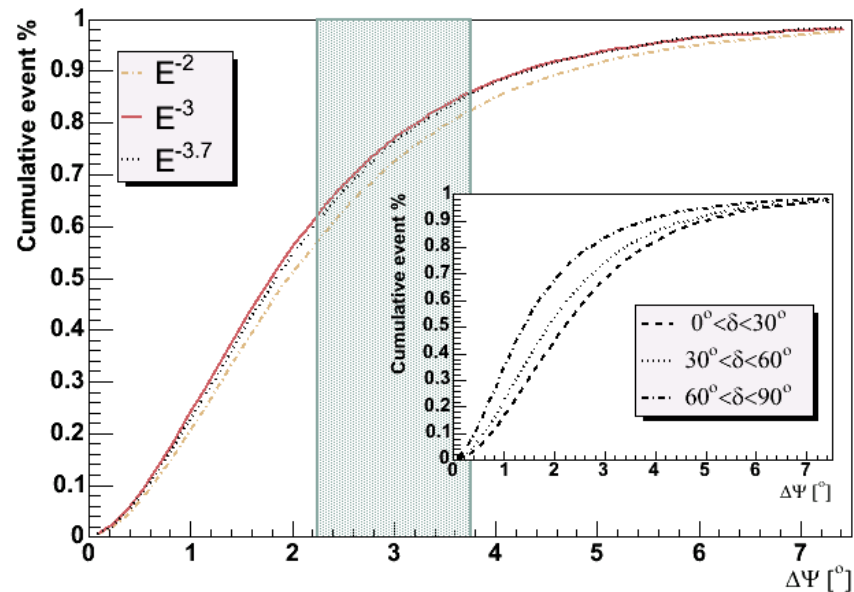 Cumulative event %
1
0.9
0.8
0.7
0.6
0.5
0.4
0.3
0.2
0.1
0
E⁻²
E⁻³
E⁻³·⁷
0 1 2 3 4 5 6 7
ΔΨ [°]
Cumulative event %
1
0.9
0.8
0.7
0.6
0.5
0.4
0.3
0.2
0.1
0
0°<δ<30°
30°<δ<60°
60°<δ<90°
0 1 2 3 4 5 6 7
ΔΨ [°]